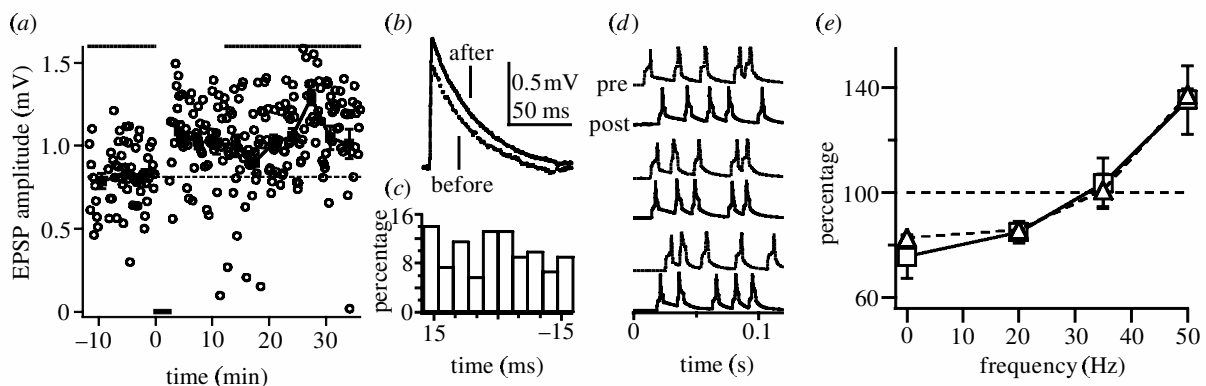 (a)
EPSP amplitude (mV)
1.5
1.0
0.5
0
−10 0 10 20 30
time (min)
(b)
after
0.5 mV
50 ms
before
(c)
percentage
16
8
0
15 −15
time (ms)
(d)
pre
post
0 0.1
time (s)
(e)
percentage
140
100
60
0 10 20 30 40 50
frequency (Hz)